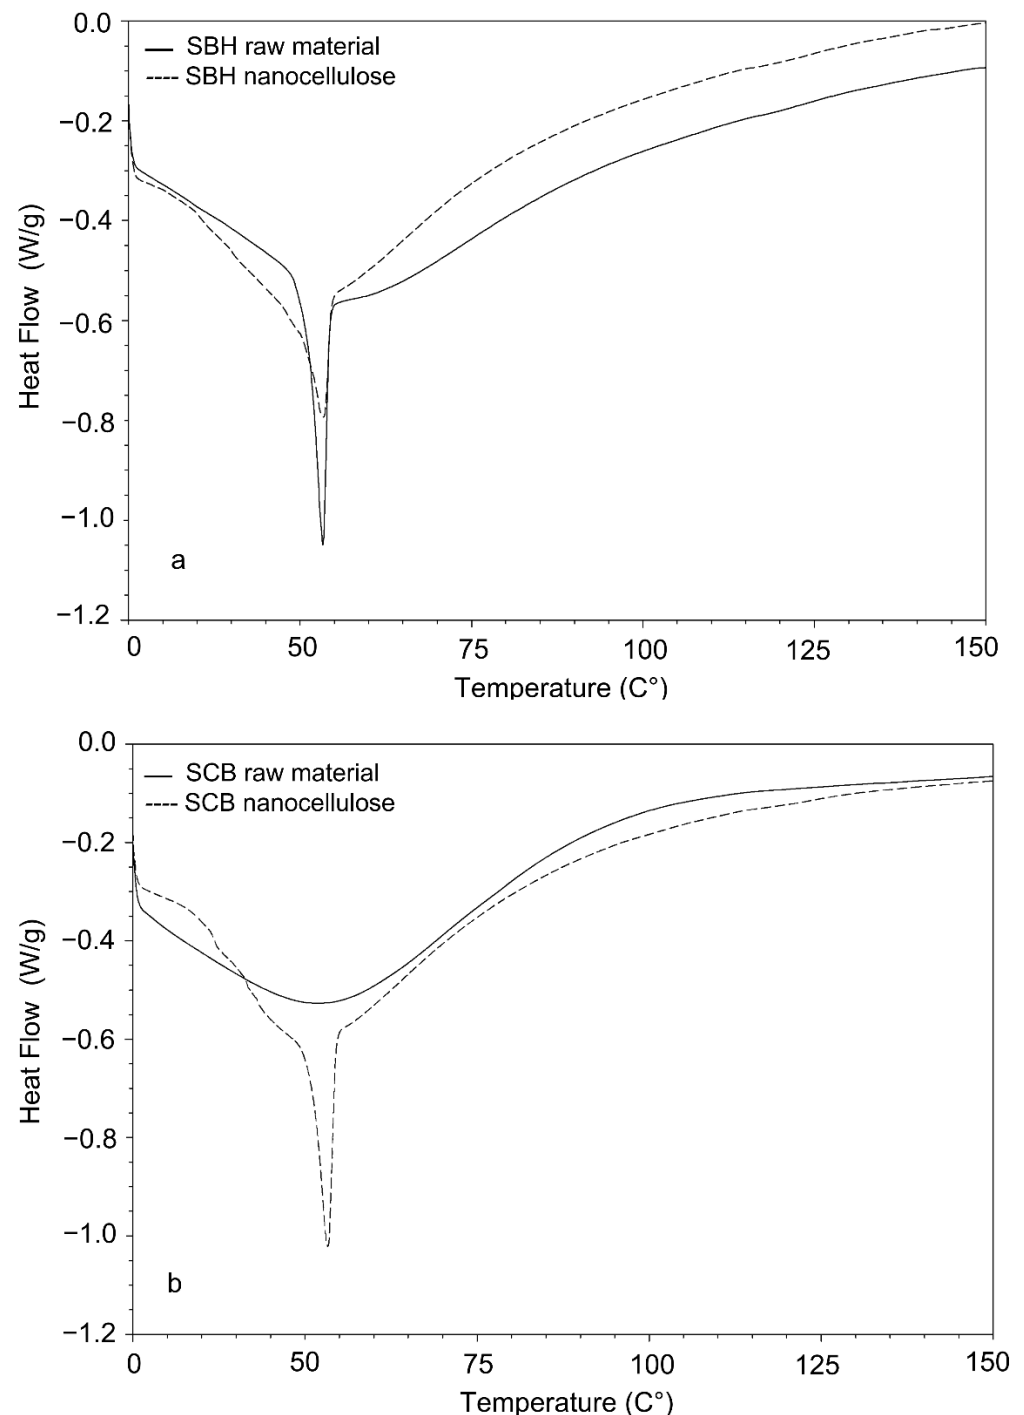 0.0
SBH raw material
SBH nanocellulose
−0.2
−0.4
Heat Flow (W/g)
−0.6
−0.8
−1.0
a
−1.2
0 50 75 100 125 150
Temperature (C°)
0.0
SCB raw material
SCB nanocellulose
−0.2
−0.4
Heat Flow (W/g)
−0.6
−0.8
−1.0
b
−1.2
0 50 75 100 125 150
Temperature (C°)